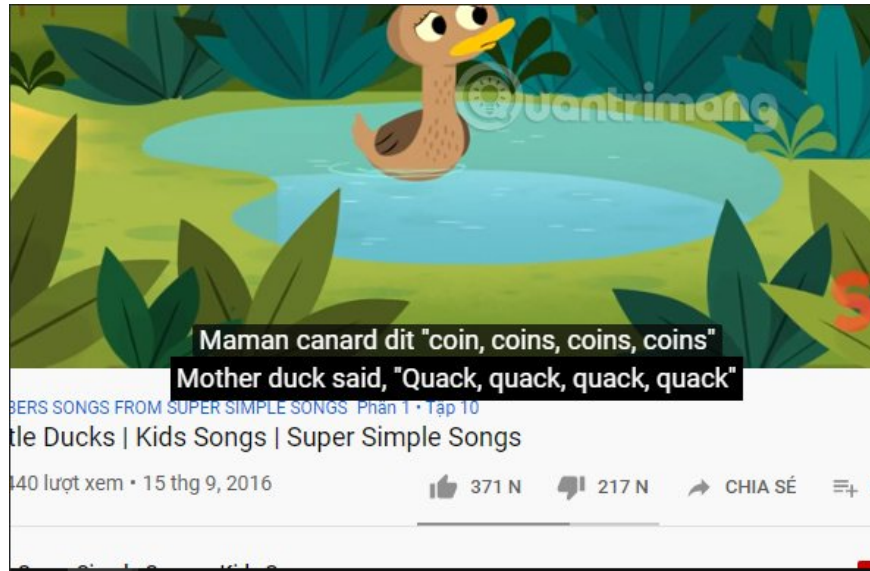 Quantrimang
Maman canard dit "coin, coins, coins, coins"
Mother duck said, "Quack, quack, quack, quack"
BERS SONGS FROM SUPER SIMPLE SONGS Phần 1 • Tập 10
tle Ducks | Kids Songs | Super Simple Songs
440 lượt xem • 15 thg 9, 2016
371 N
217 N
CHIA SẺ